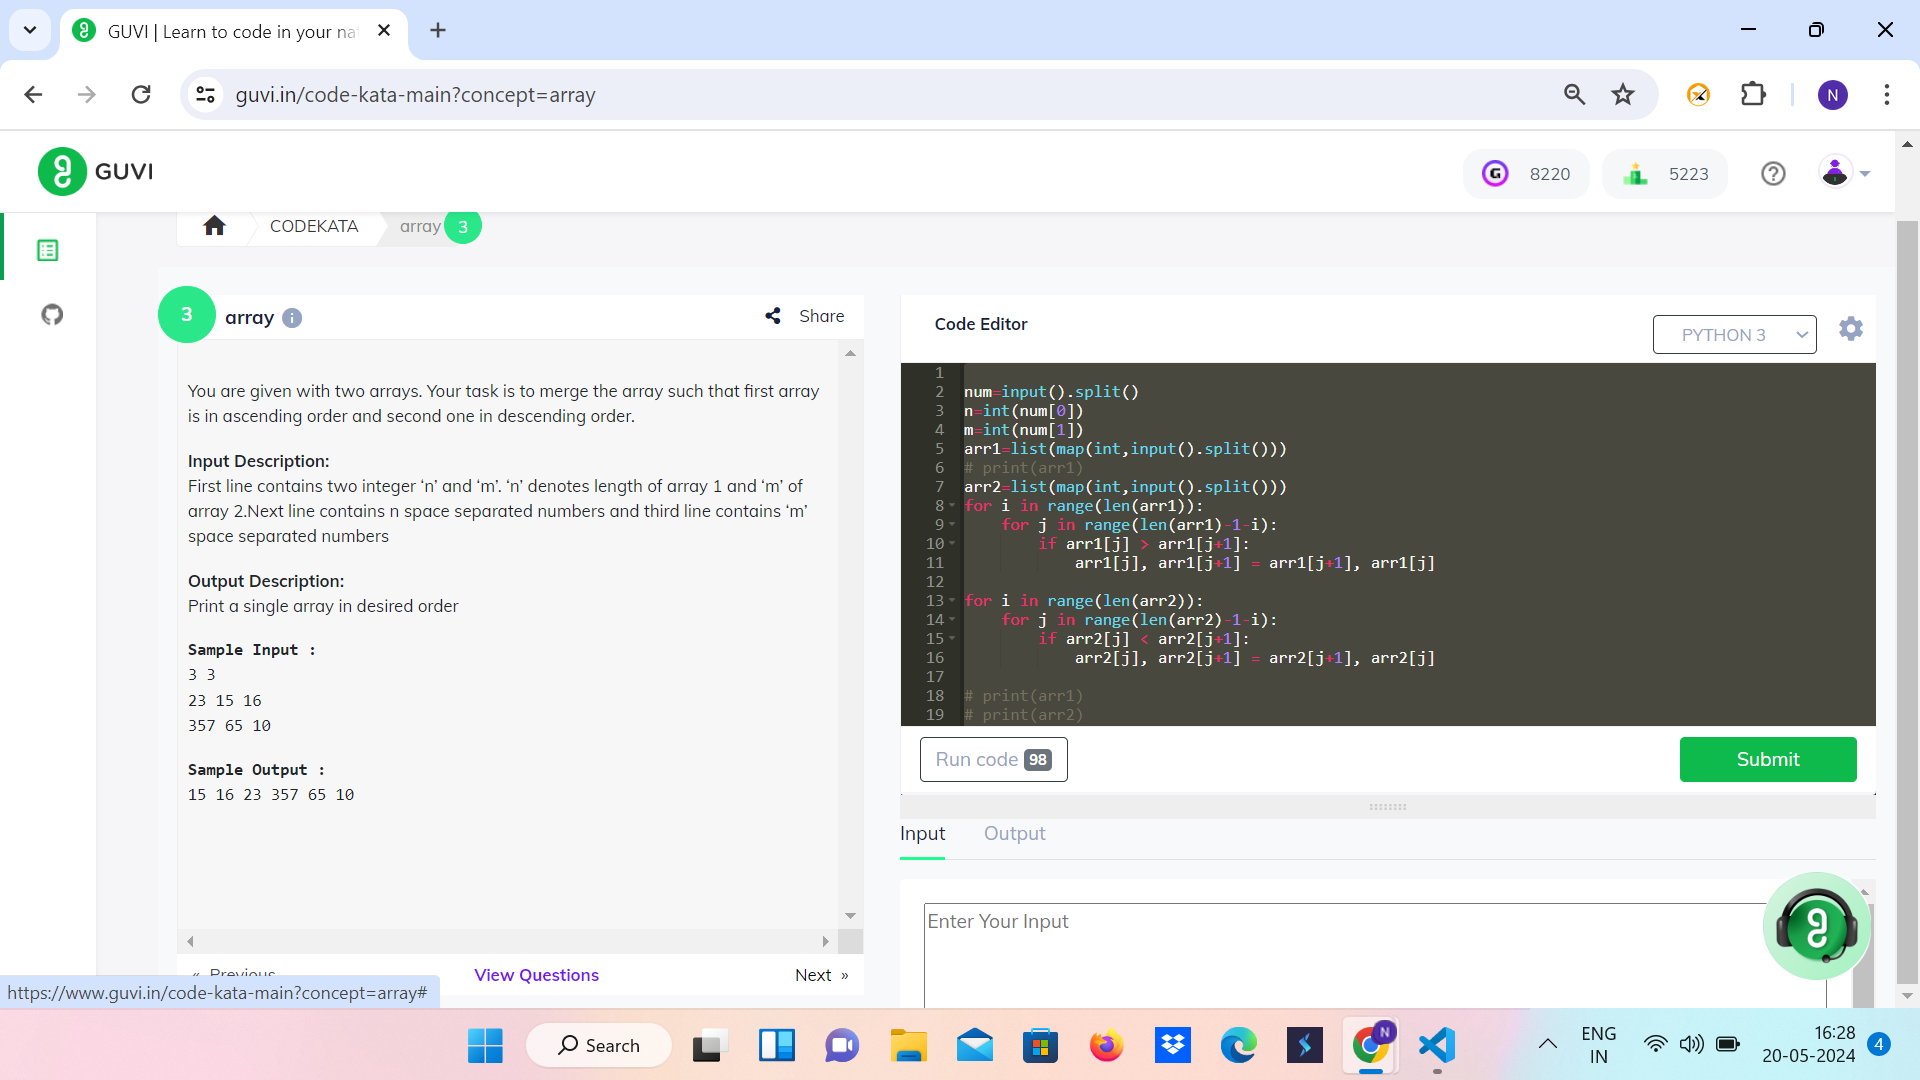 GUVI | Learn to code in your na
guvi.in/code-kata-main?concept=array
N
GUVI
G 8220
5223
CODEKATA
array 3
3 array
Share
You are given with two arrays. Your task is to merge the array such that first array
is in ascending order and second one in descending order.
Input Description:
First line contains two integer ‘n’ and ‘m’. ‘n’ denotes length of array 1 and ‘m’ of
array 2.Next line contains n space separated numbers and third line contains ‘m’
space separated numbers
Output Description:
Print a single array in desired order
Sample Input :
3 3
23 15 16
357 65 10
Sample Output :
15 16 23 357 65 10
« Previous
View Questions
Next »
https://www.guvi.in/code-kata-main?concept=array#
Code Editor
PYTHON 3
1
2 num=input().split()
3 n=int(num[0])
4 m=int(num[1])
5 arr1=list(map(int,input().split()))
6 # print(arr1)
7 arr2=list(map(int,input().split()))
8 for i in range(len(arr1)):
9 for j in range(len(arr1)-1-i):
10 if arr1[j] > arr1[j+1]:
11 arr1[j], arr1[j+1] = arr1[j+1], arr1[j]
12
13 for i in range(len(arr2)):
14 for j in range(len(arr2)-1-i):
15 if arr2[j] < arr2[j+1]:
16 arr2[j], arr2[j+1] = arr2[j+1], arr2[j]
17
18 # print(arr1)
19 # print(arr2)
Run code 98
Submit
Input
Output
Enter Your Input
Search
N
ENG
IN
16:28
20-05-2024
4